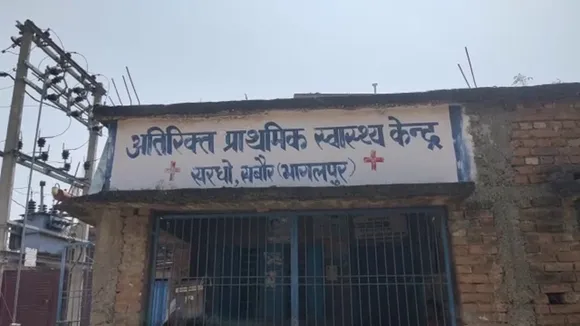 अतिरिक्त प्राथमिक स्वास्थ्य केन्द्र
सरधो, सबौर (भागलपुर)